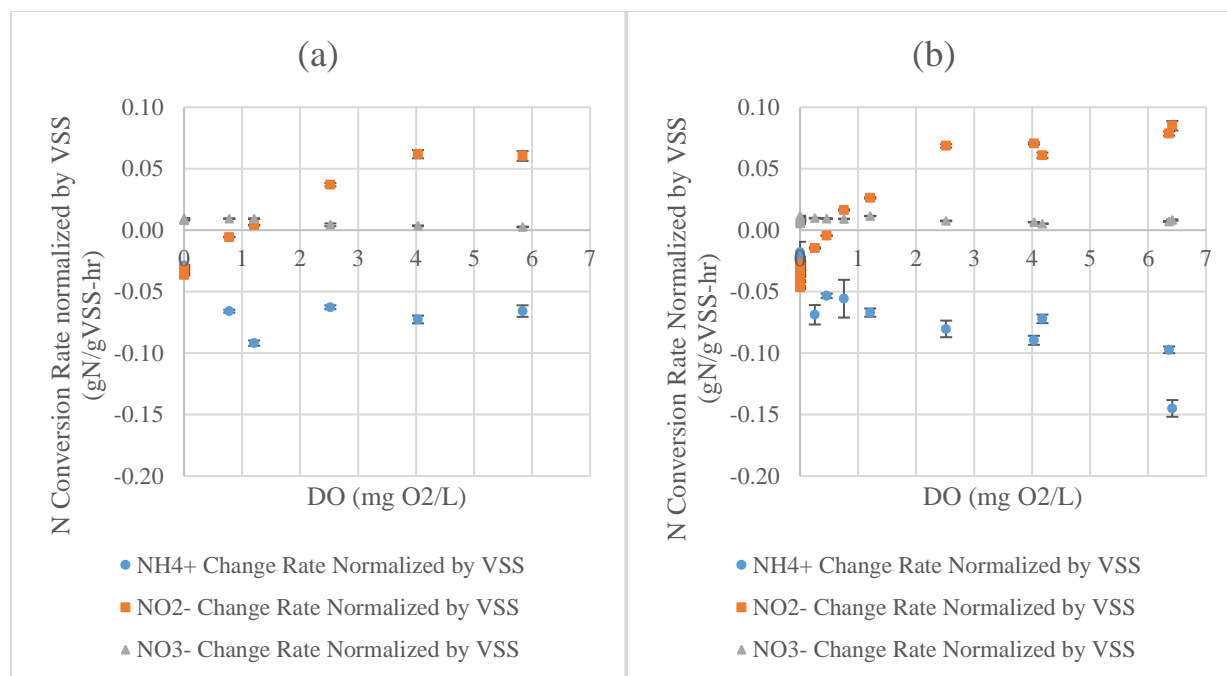 (a)
N Conversion Rate normalized by VSS
(gN/gVSS-hr)
0.10
0.05
0.00
-0.05
-0.10
-0.15
-0.20
0 1 2 3 4 5 6 7
DO (mg O2/L)
NH4+ Change Rate Normalized by VSS
NO2- Change Rate Normalized by VSS
NO3- Change Rate Normalized by VSS
(b)
N Conversion Rate Normalized by VSS
(gN/gVSS-hr)
0.10
0.05
0.00
-0.05
-0.10
-0.15
-0.20
0 1 2 3 4 5 6 7
DO (mg O2/L)
NH4+ Change Rate Normalized by VSS
NO2- Change Rate Normalized by VSS
NO3- Change Rate Normalized by VSS